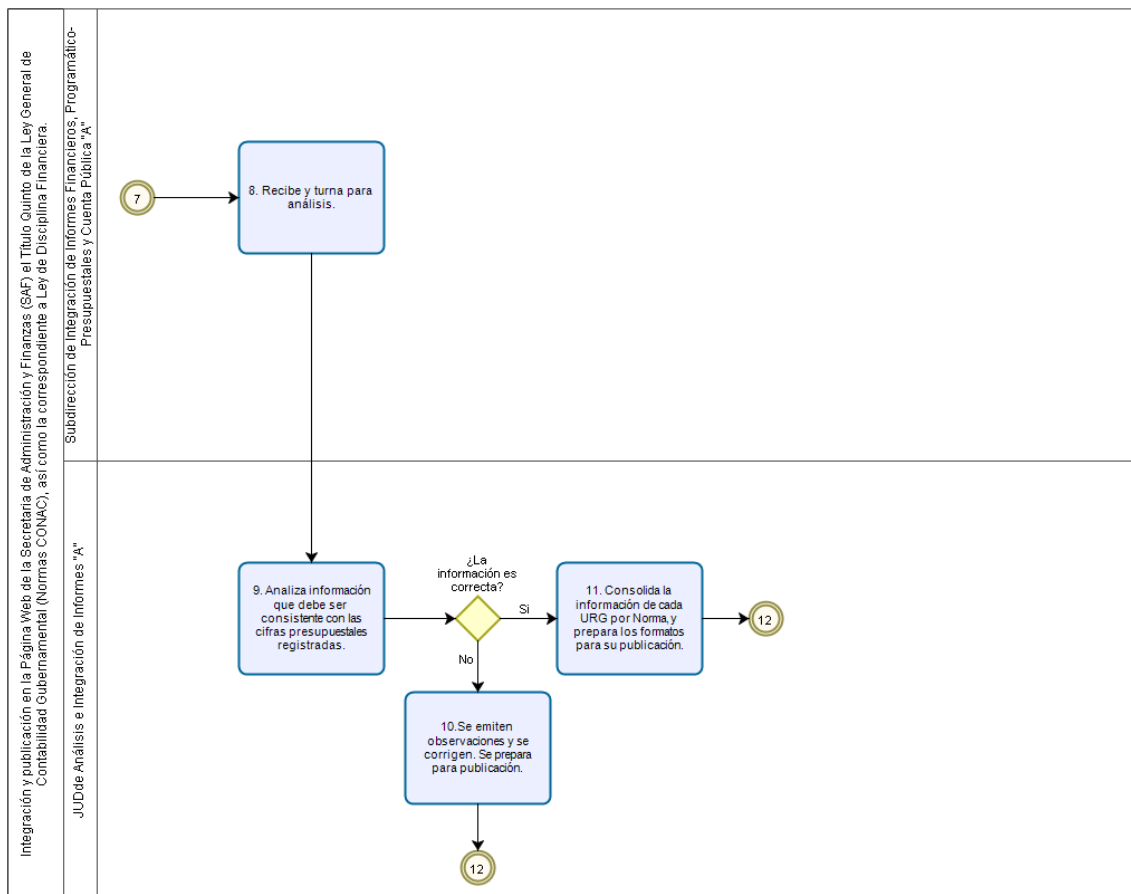 Integración y publicación en la Página Web de la Secretaria de Administración y Finanzas (SAF) el Título Quinto de la Ley General de
Contabilidad Gubernamental (Normas CONAC), así como la correspondiente a Ley de Disciplina Financiera.
Subdirección de Integración de Informes Financieros, Programático-
Presupuestales y Cuenta Pública "A"
7
8. Recibe y turna para
análisis.
JUDde Análisis e Integración de Informes "A"
9. Analiza información
que debe ser
consistente con las
cifras presupuestales
registradas.
¿La
información es
correcta?
Si
11. Consolida la
información de cada
URG por Norma, y
prepara los formatos
para su publicación.
12
No
10.Se emiten
observaciones y se
corrigen. Se prepara
para publicación.
12